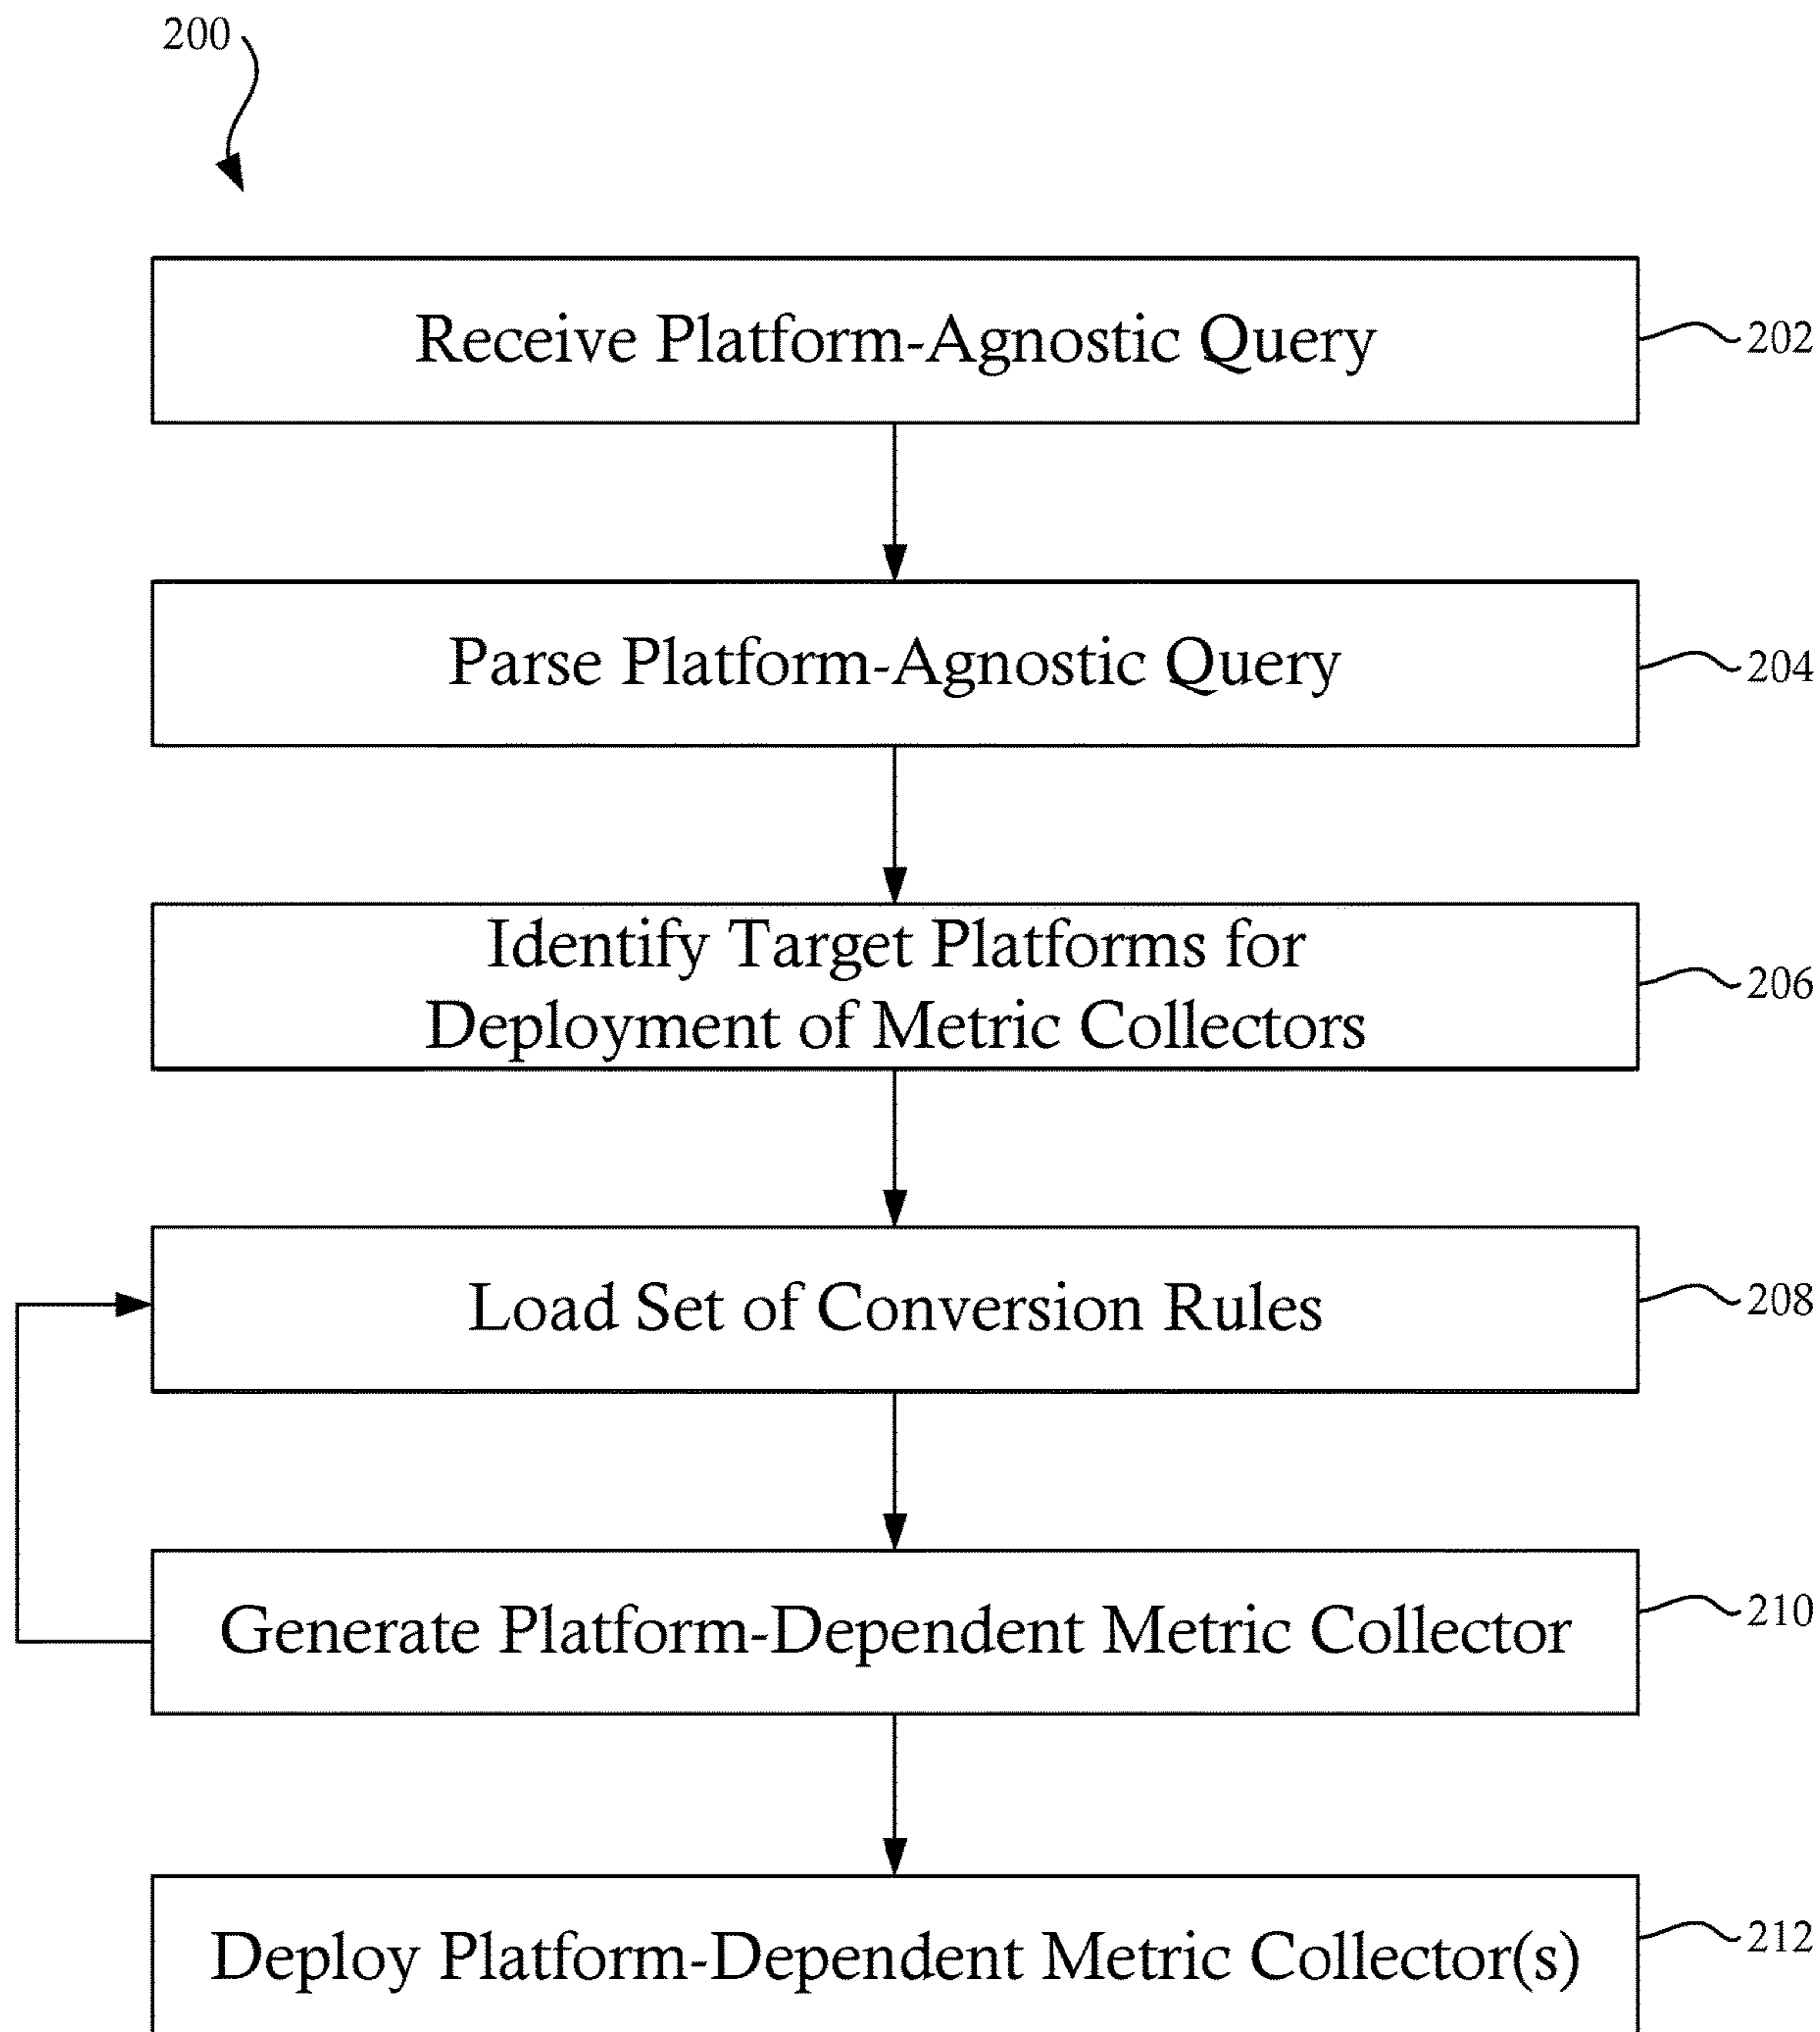 200
Receive Platform-Agnostic Query
202
Parse Platform-Agnostic Query
204
Identify Target Platforms for
Deployment of Metric Collectors
206
Load Set of Conversion Rules
208
Generate Platform-Dependent Metric Collector
210
Deploy Platform-Dependent Metric Collector(s)
212